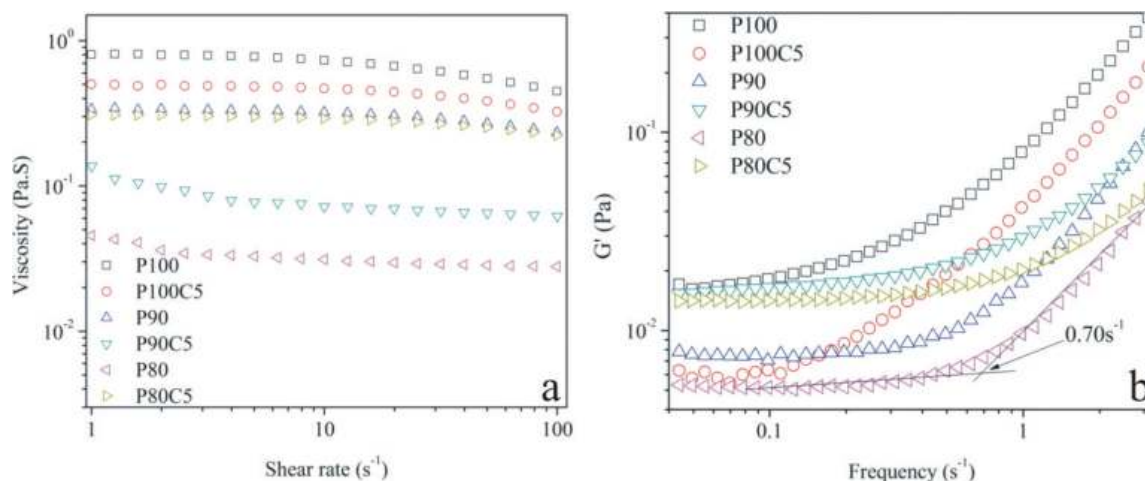 10⁰
10⁻¹
10⁻²
Viscosity (Pa.S)
P100
P100C5
P90
P90C5
P80
P80C5
a
1
10
100
Shear rate (s⁻¹)
P100
P100C5
P90
P90C5
P80
P80C5
10⁻¹
10⁻²
G' (Pa)
0.70s⁻¹
b
0.1
1
Frequency (s⁻¹)